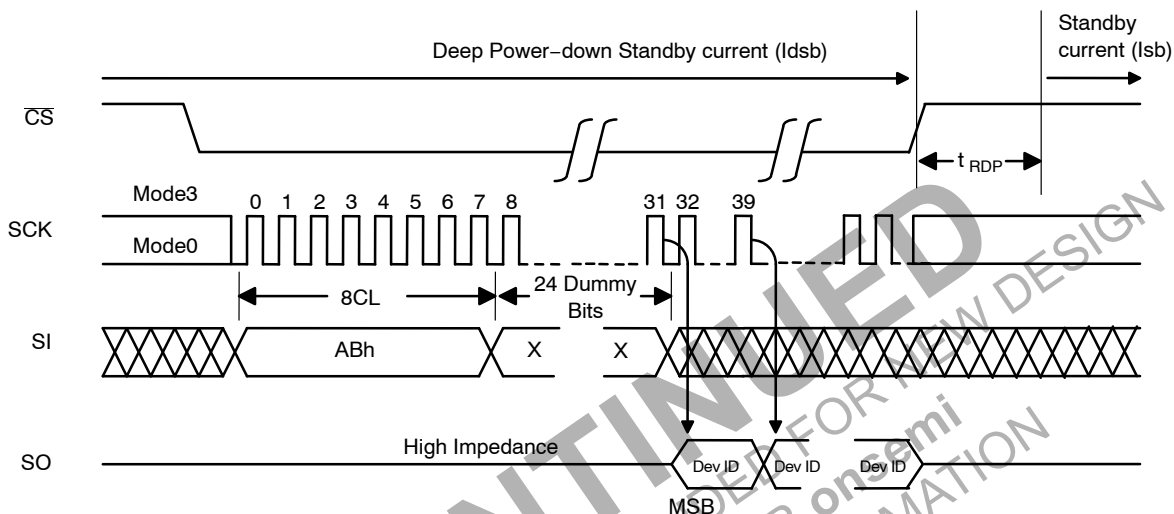 Deep Power−down Standby current (Idsb)
Standby
current (Isb)
CS
t RDP
Mode3
0 1 2 3 4 5 6 7 8 31 32 39
SCK
Mode0
8CL
24 Dummy
Bits
SI
ABh
X
X
High Impedance
SO
Dev ID
Dev ID
Dev ID
MSB
onsemi